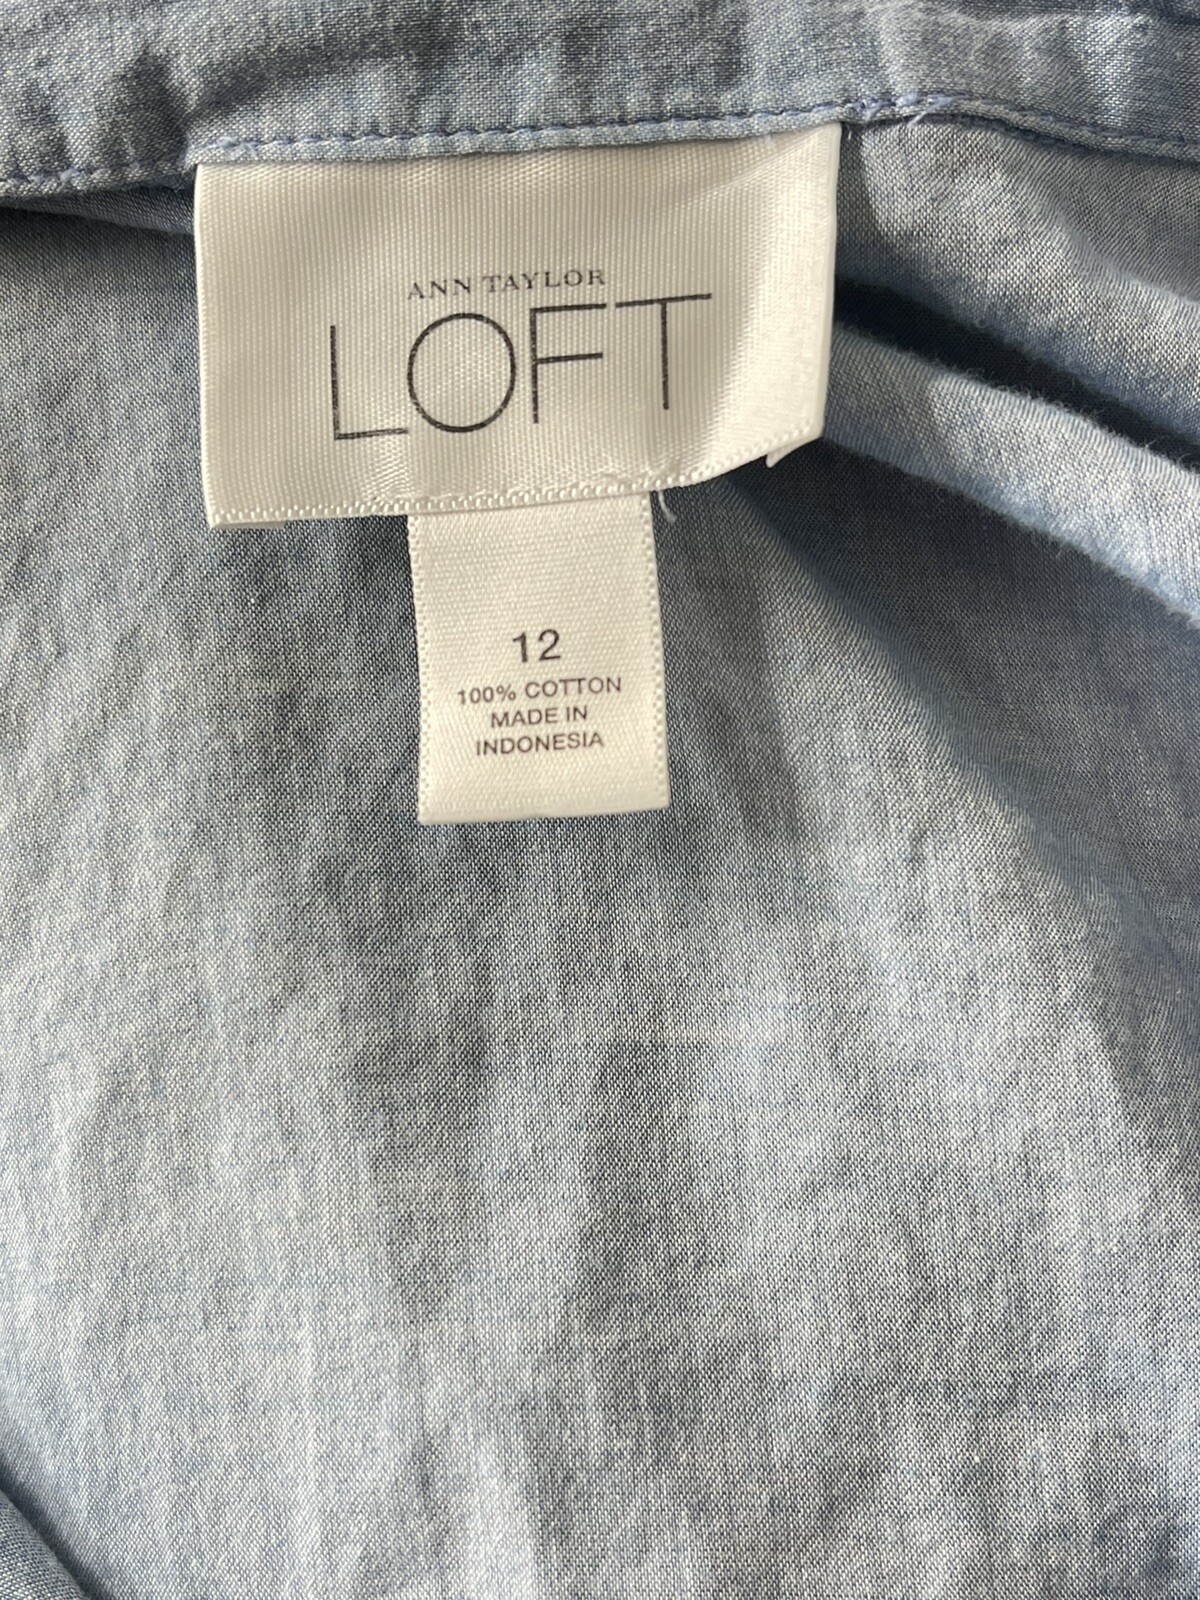 ANN TAYLOR
LOFT
12
100% COTTON
MADE IN
INDONESIA